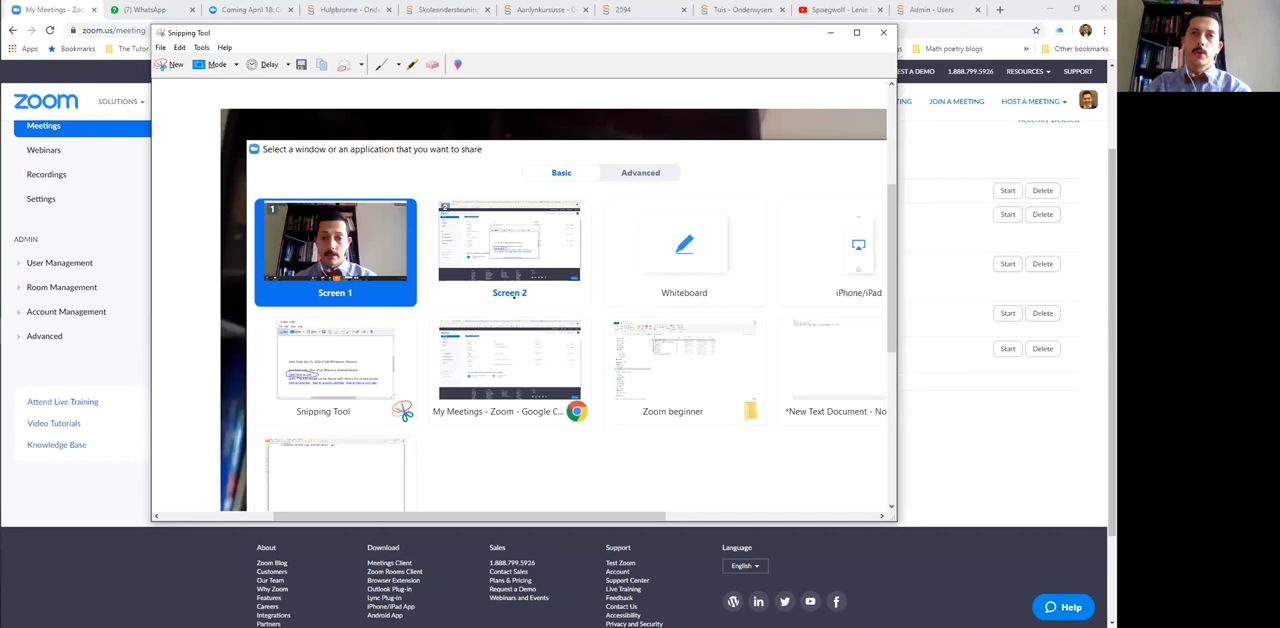 My Meetings - Zoo
WhatsApp
Coming April 18:
Hulpbronne - Ond
Skoleondersteunin
Aanlynkursusse - O
2594
Tuis - Onderwysers
Spoegwolf - Lenie
Admin - Users
zoom.us/meeting
Apps
Bookmarks
The Tutor
Math poetry blogs
Other bookmarks
Snipping Tool
File
Edit
Tools
Help
New
Mode
Delay
EST A DEMO
1.888.799.5926
RESOURCES
SUPPORT
zoom
SOLUTIONS
JOIN A MEETING
HOST A MEETING
Recently Deleted
Meetings
Webinars
Recordings
Settings
ADMIN
User Management
Room Management
Account Management
Advanced
Attend Live Training
Video Tutorials
Knowledge Base
Select a window or an application that you want to share
Basic
Advanced
1
2
Screen 1
Screen 2
Whiteboard
iPhone/iPad
Snipping Tool
My Meetings - Zoom - Google C...
Zoom beginner
*New Text Document - No
Start
Delete
Start
Delete
Start
Delete
Start
Delete
Start
Delete
About
Zoom Blog
Customers
Our Team
Why Zoom
Features
Careers
Integrations
Partners
Download
Meetings Client
Zoom Rooms Client
Browser Extension
Outlook Plug-in
Lync Plug-in
iPhone/iPad App
Android App
Sales
1.888.799.5926
Contact Sales
Plans & Pricing
Request a Demo
Webinars and Events
Support
Test Zoom
Account
Support Center
Live Training
Feedback
Contact Us
Accessibility
Privacy and Security
Language
English
Help